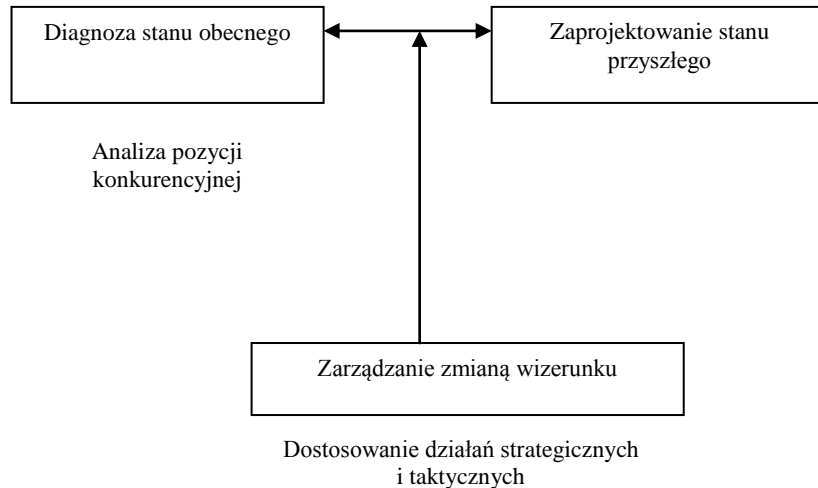 Diagnoza stanu obecnego
Zaprojektowanie stanu
przyszłego
Analiza pozycji
konkurencyjnej
Zarządzanie zmianą wizerunku
Dostosowanie działań strategicznych
i taktycznych